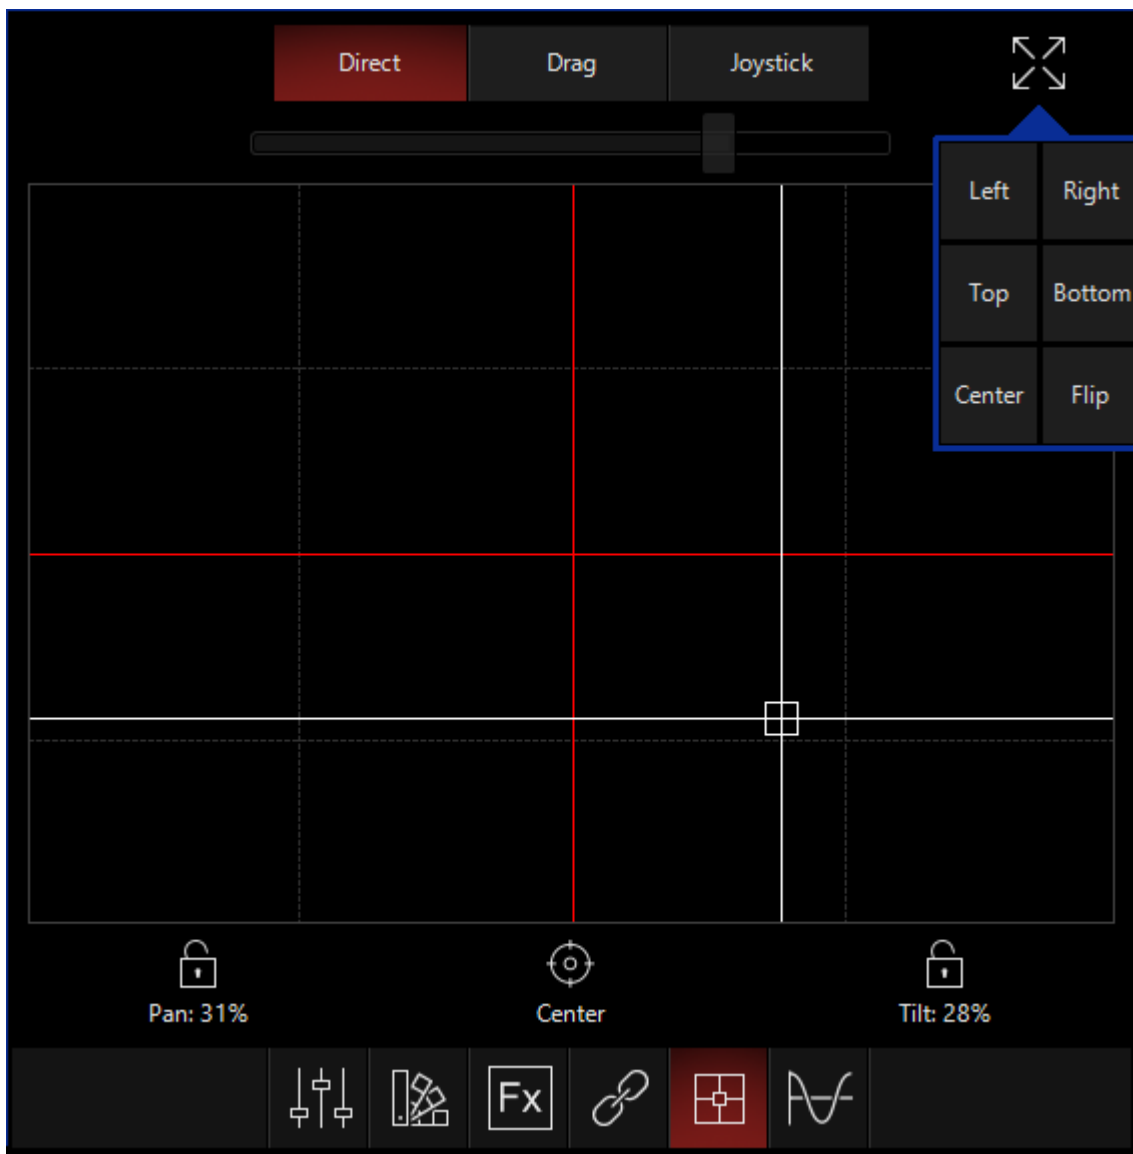 Direct Drag Joystick
Left Right
Top Bottom
Center Flip
Pan: 31% Center Tilt: 28%
Fx